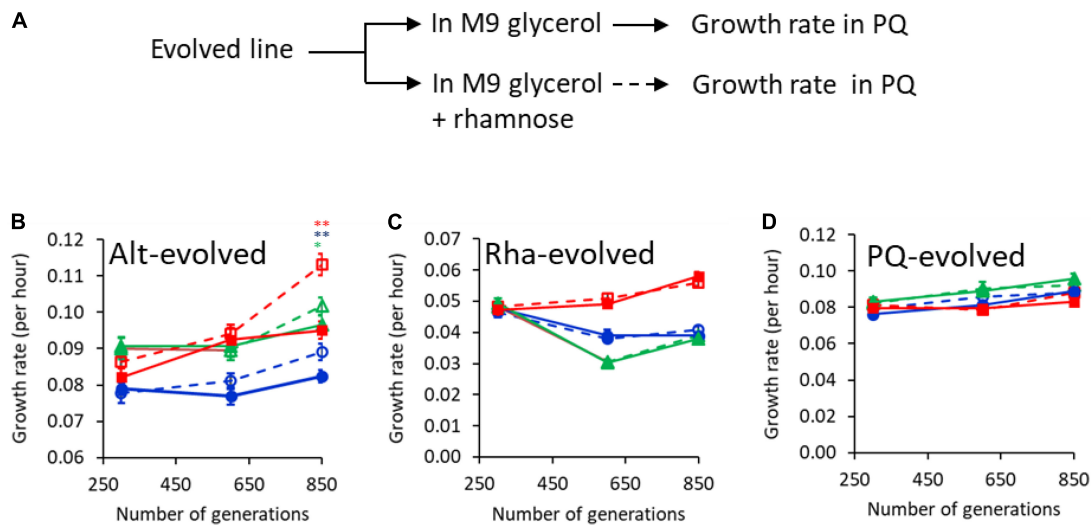 A
Evolved line
In M9 glycerol
Growth rate in PQ
In M9 glycerol
+ rhamnose
Growth rate in PQ
B
Alt-evolved
**
**
*
0.12
0.11
0.10
0.09
0.08
0.07
0.06
Growth rate (per hour)
250 450 650 850
Number of generations
C
Rha-evolved
0.07
0.06
0.05
0.04
0.03
0.02
0.01
0.00
Growth rate (per hour)
250 450 650 850
Number of generations
D
PQ-evolved
0.12
0.10
0.08
0.06
0.04
0.02
0.00
Growth rate (per hour)
250 450 650 850
Number of generations